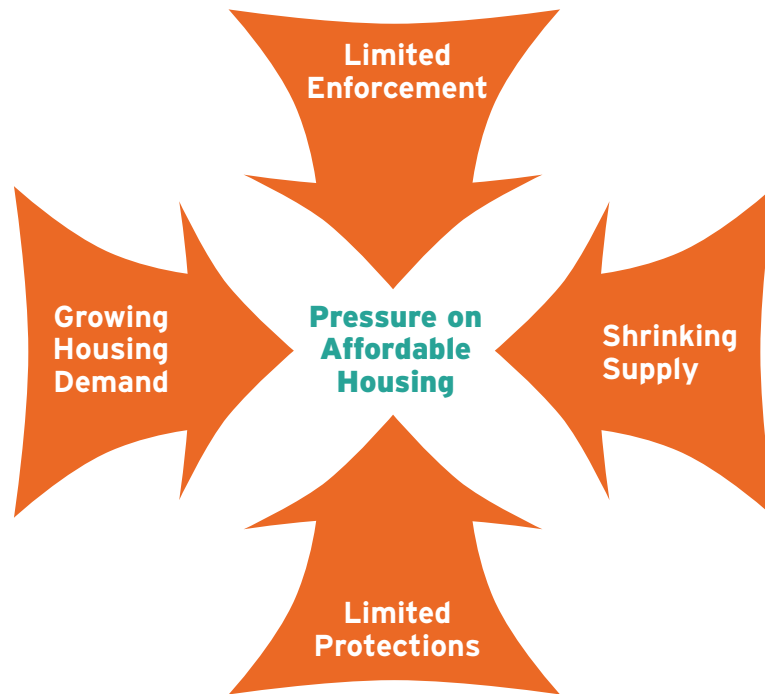 Limited
Enforcement
Growing
Housing
Demand
Pressure on
Affordable
Housing
Shrinking
Supply
Limited
Protections